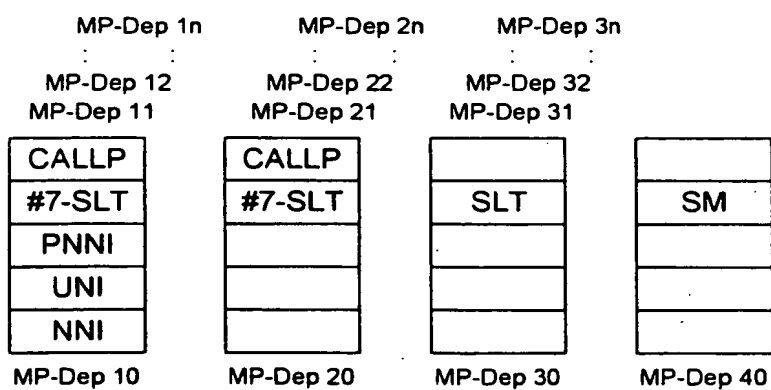 MP-Dep 1n MP-Dep 2n MP-Dep 3n
MP-Dep 12 MP-Dep 22 MP-Dep 32
MP-Dep 11 MP-Dep 21 MP-Dep 31
CALLP CALLP
#7-SLT #7-SLT SLT SM
PNNI
UNI
NNI
MP-Dep 10 MP-Dep 20 MP-Dep 30 MP-Dep 40